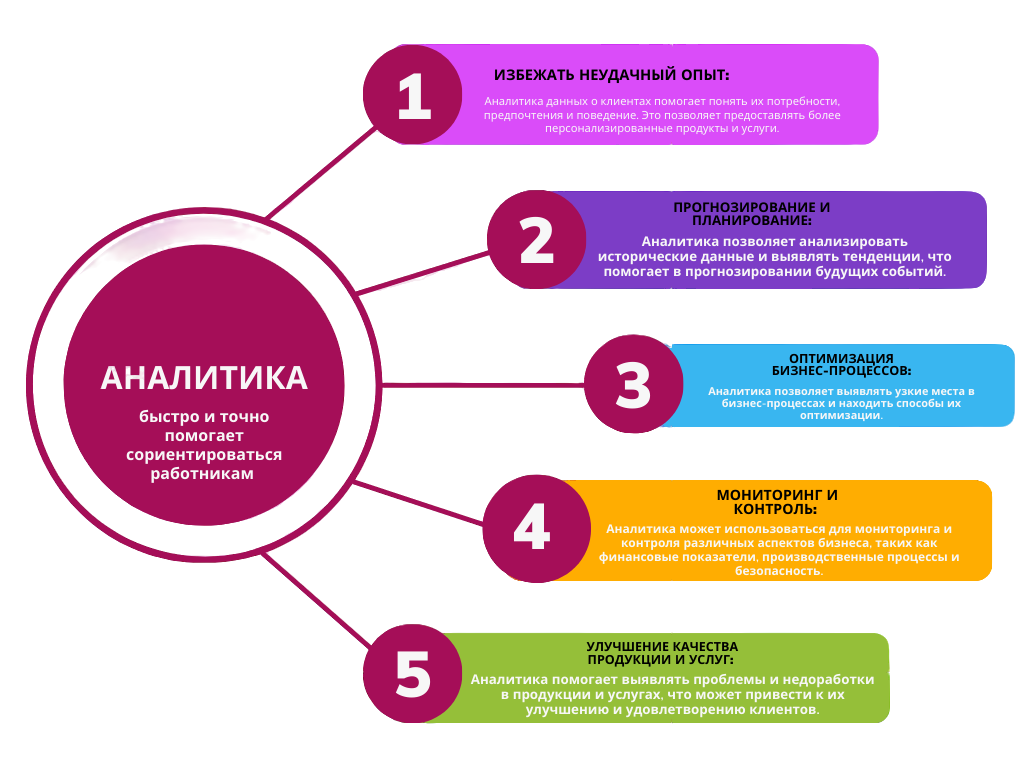 1
ИЗБЕЖАТЬ НЕУДАЧНЫЙ ОПЫТ:
Аналитика данных о клиентах помогает понять их потребности,
предпочтения и поведение. Это позволяет предоставлять более
персонализированные продукты и услуги.
2
ПРОГНОЗИРОВАНИЕ И
ПЛАНИРОВАНИЕ:
Аналитика позволяет анализировать
исторические данные и выявлять тенденции, что
помогает в прогнозировании будущих событий.
АНАЛИТИКА
быстро и точно
помогает
сориентироваться
работникам
3
ОПТИМИЗАЦИЯ
БИЗНЕС-ПРОЦЕССОВ:
Аналитика позволяет выявлять узкие места в
бизнес-процессах и находить способы их
оптимизации.
4
МОНИТОРИНГ И
КОНТРОЛЬ:
Аналитика может использоваться для мониторинга и
контроля различных аспектов бизнеса, таких как
финансовые показатели, производственные процессы и
безопасность.
5
УЛУЧШЕНИЕ КАЧЕСТВА
ПРОДУКЦИИ И УСЛУГ:
Аналитика помогает выявлять проблемы и недоработки
в продукции и услугах, что может привести к их
улучшению и удовлетворению клиентов.